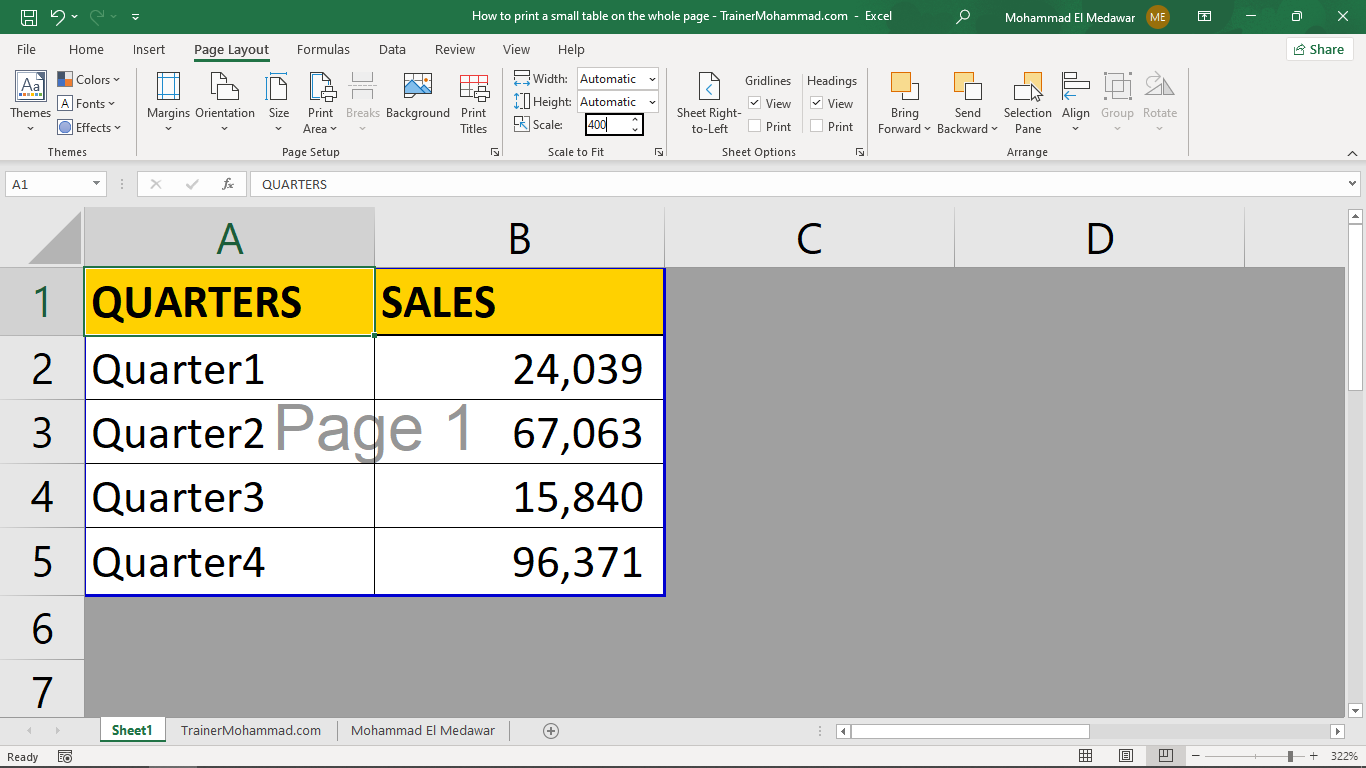 How to print a small table on the whole page - TrainerMohammad.com - Excel
Mohammad El Medawar ME
File Home Insert Page Layout Formulas Data Review View Help Share
Aa Themes
Colors
A Fonts
Effects
Themes
Margins Orientation Size Print Area Breaks Background Print Titles
Page Setup
Width: Automatic
Height: Automatic
Scale: 400
Scale to Fit
Sheet Right-to-Left
Gridlines Headings
View View
Print Print
Sheet Options
Bring Forward Send Backward Selection Pane Align Group Rotate
Arrange
A1 fx QUARTERS
A B C D
1 QUARTERS SALES
2 Quarter1 24,039
3 Quarter2 67,063
Page 1
4 Quarter3 15,840
5 Quarter4 96,371
6
7
Sheet1 TrainerMohammad.com Mohammad El Medawar
Ready 322%